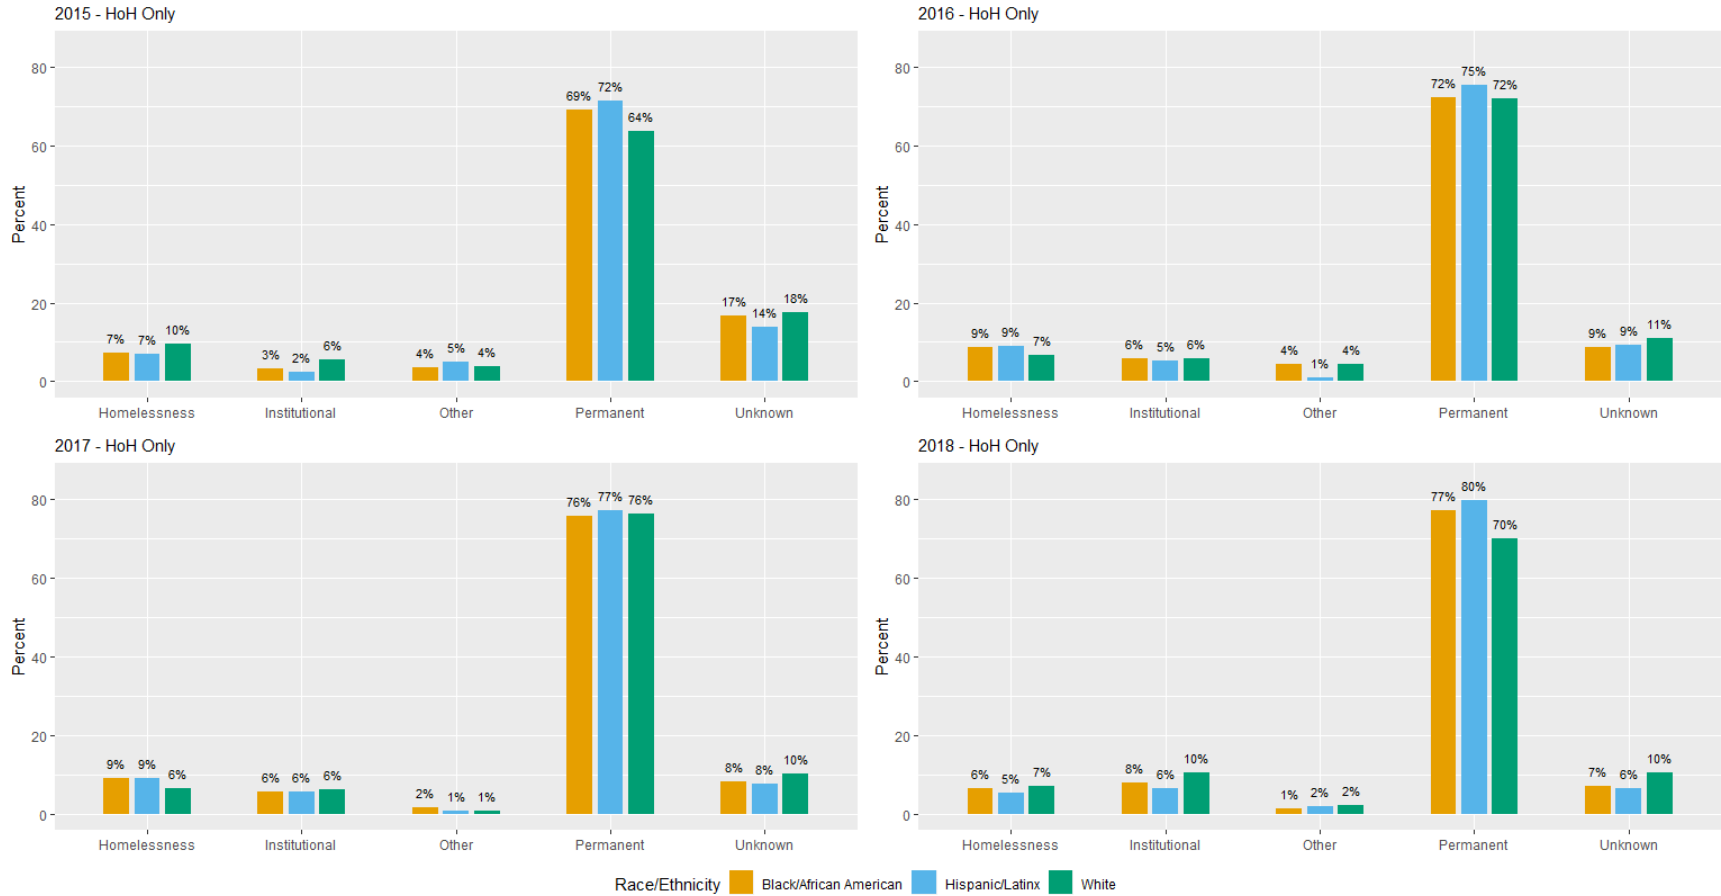 2015 - HoH Only
Percent
80
60
40
20
0
7% 7% 10% 3% 2% 6% 4% 5% 4% 69% 72% 64% 17% 14% 18%
Homelessness Institutional Other Permanent Unknown
2016 - HoH Only
Percent
80
60
40
20
0
9% 9% 7% 6% 5% 6% 4% 1% 4% 72% 75% 72% 9% 9% 11%
Homelessness Institutional Other Permanent Unknown
2017 - HoH Only
Percent
80
60
40
20
0
9% 9% 6% 6% 6% 6% 2% 1% 1% 76% 77% 76% 8% 8% 10%
Homelessness Institutional Other Permanent Unknown
2018 - HoH Only
Percent
80
60
40
20
0
6% 5% 7% 8% 6% 10% 1% 2% 2% 77% 80% 70% 7% 6% 10%
Homelessness Institutional Other Permanent Unknown
Race/Ethnicity Black/African American Hispanic/Latinx White